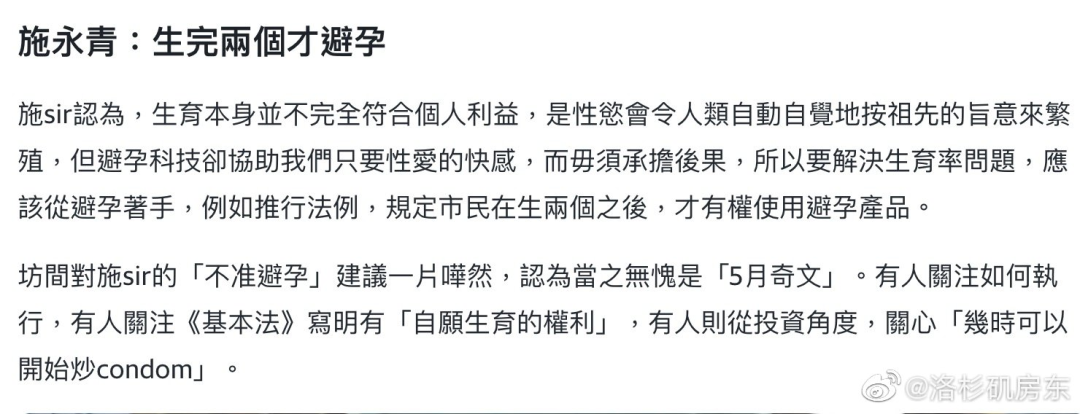 施永青：生完兩個才避孕
施sir認為，生育本身並不完全符合個人利益，是性慾會令人類自動自覺地按祖先的旨意來繁
殖，但避孕科技卻協助我們只要性愛的快感，而毋須承擔後果，所以要解決生育率問題，應
該從避孕著手，例如推行法例，規定市民在生兩個之後，才有權使用避孕產品。
坊間對施sir的「不准避孕」建議一片嘩然，認為當之無愧是「5月奇文」。有人關注如何執
行，有人關注《基本法》寫明有「自願生育的權利」，有人則從投資角度，關心「幾時可以
開始炒condom」。
@洛杉矶房东